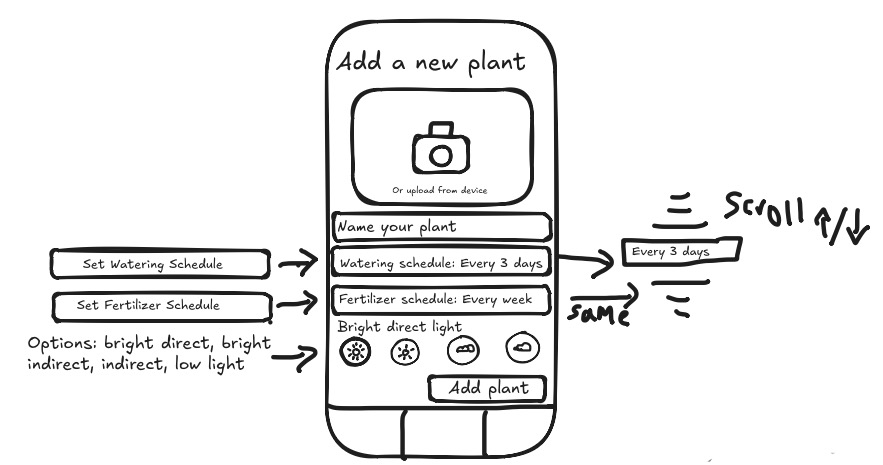 Add a new plant
Or upload from device
Name your plant
Set Watering Schedule
Watering schedule: Every 3 days
Every 3 days
Scroll ↑/↓
Set Fertilizer Schedule
Fertilizer schedule: Every week
same
Options: bright direct, bright
indirect, indirect, low light
Bright direct light
Add plant